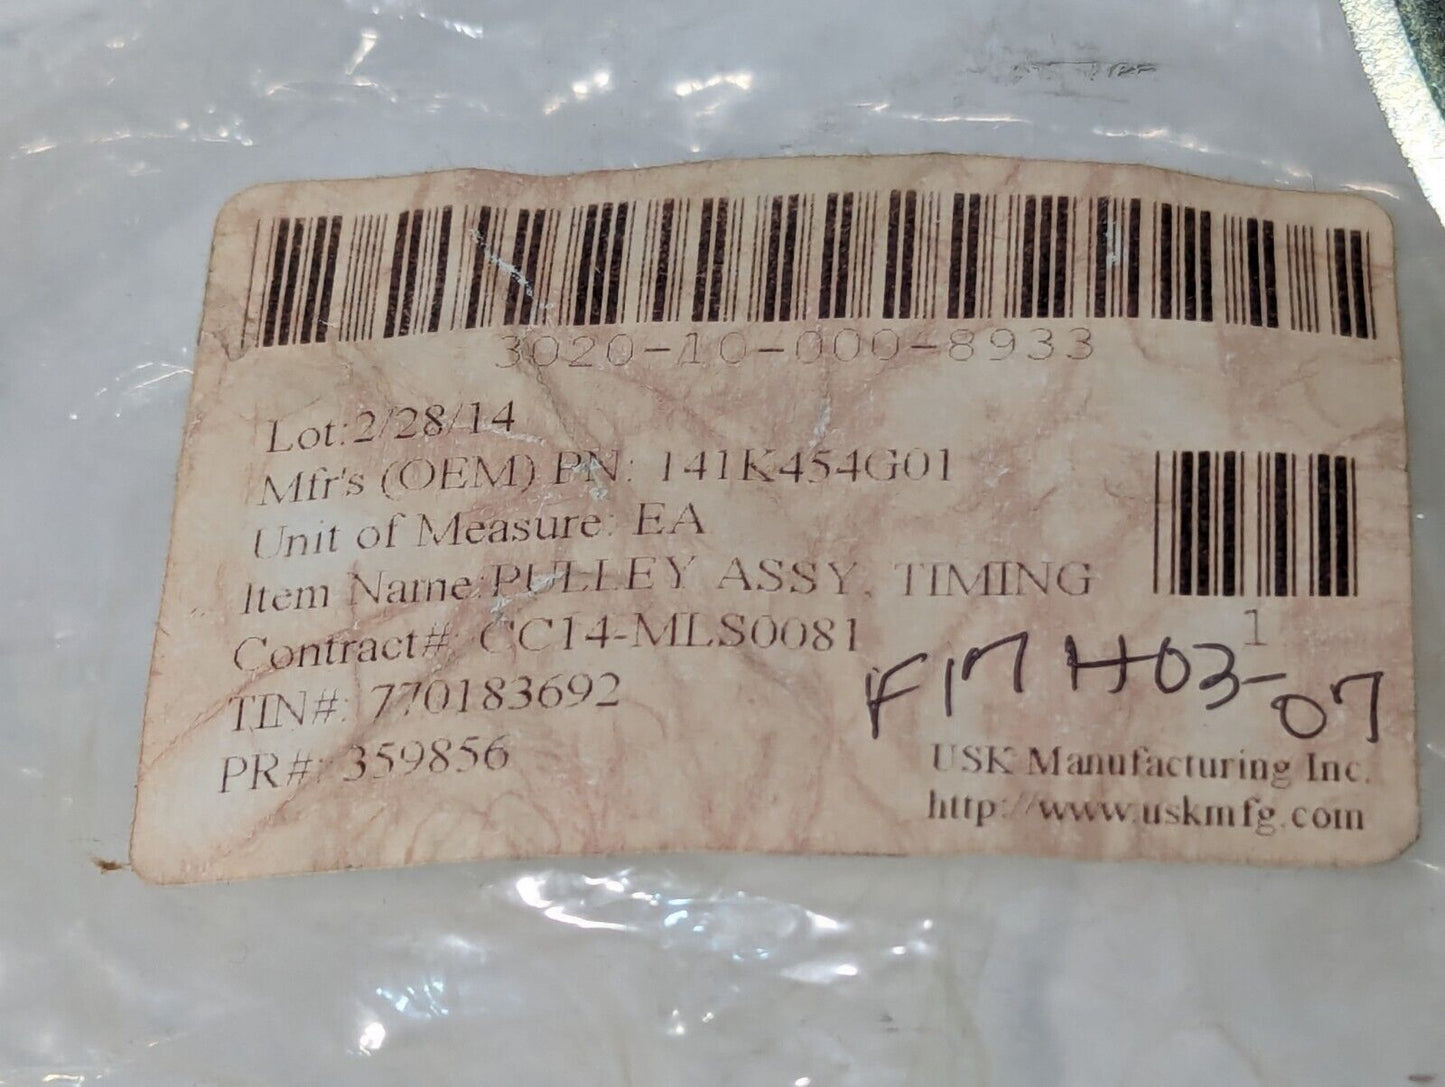 3020-10-000-8933
Lot:2/28/14
Mfr's (OEM) PN: 141K454G01
Unit of Measure: EA
Item Name:PULLEY ASSY, TIMING
Contract#: CC14-MLS0081
TIN#: 770183692
PR#: 359856
1
F17 H03-07
USK Manufacturing Inc.
http://www.uskmfg.com